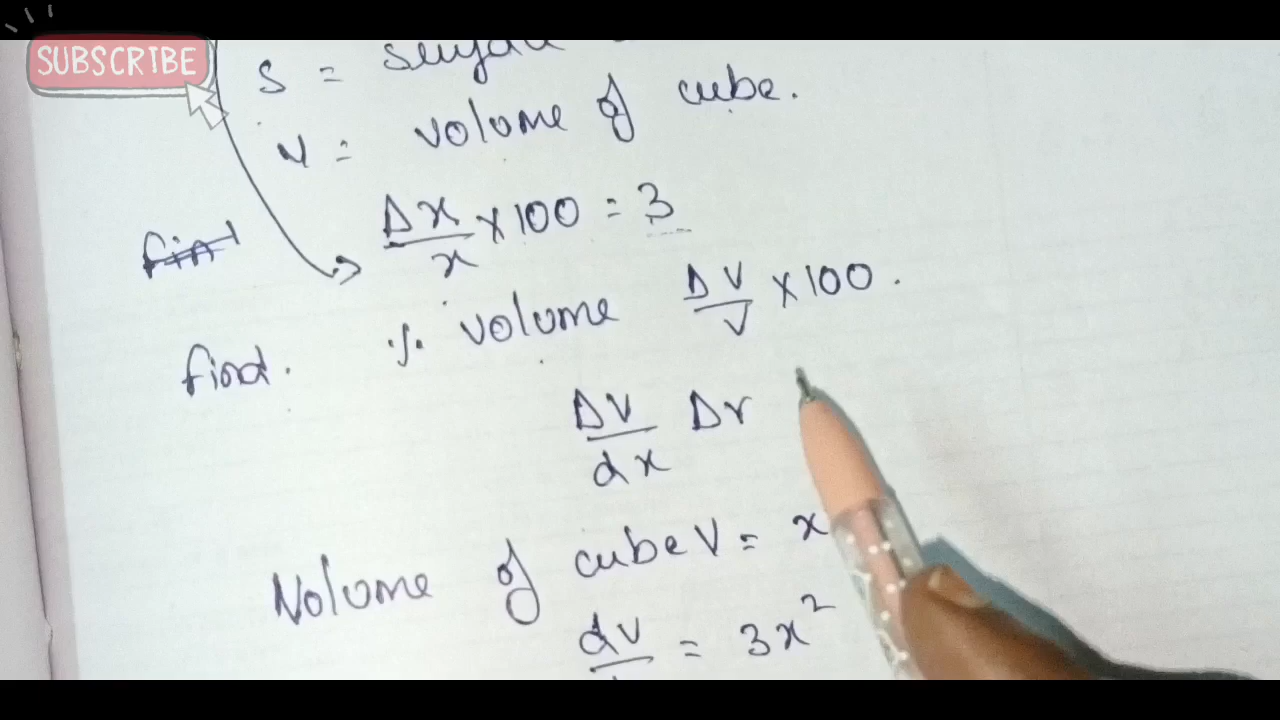 SUBSCRIBE
S =
V = volume of cube.
Δx/x × 100 = 3
find. % volume ΔV/V × 100.
ΔV/dx Δr
Volume of cube V = x
dv = 3x²